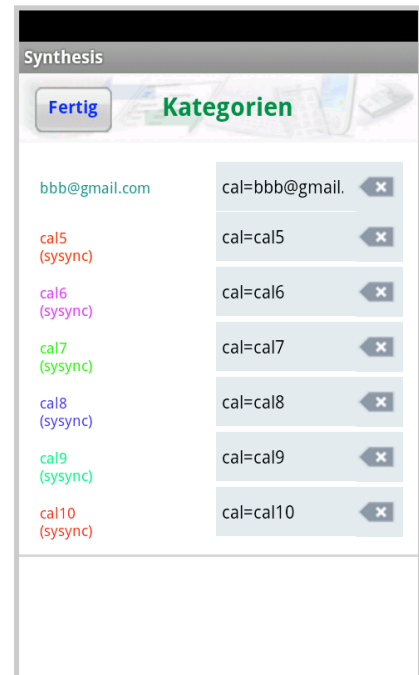 Synthesis
Fertig
Kategorien
bbb@gmail.com
cal=bbb@gmail.
cal5
(sysync)
cal=cal5
cal6
(sysync)
cal=cal6
cal7
(sysync)
cal=cal7
cal8
(sysync)
cal=cal8
cal9
(sysync)
cal=cal9
cal10
(sysync)
cal=cal10